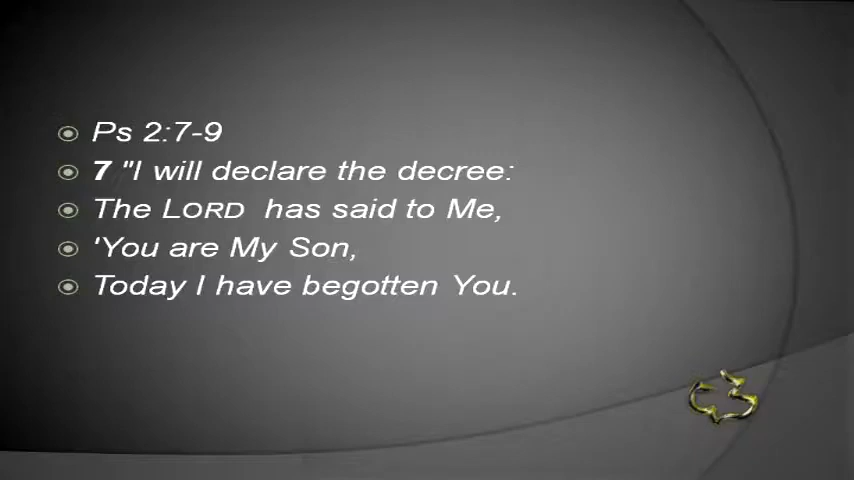 Ps 2:7-9
7 "I will declare the decree:
The LORD has said to Me,
'You are My Son,
Today I have begotten You.